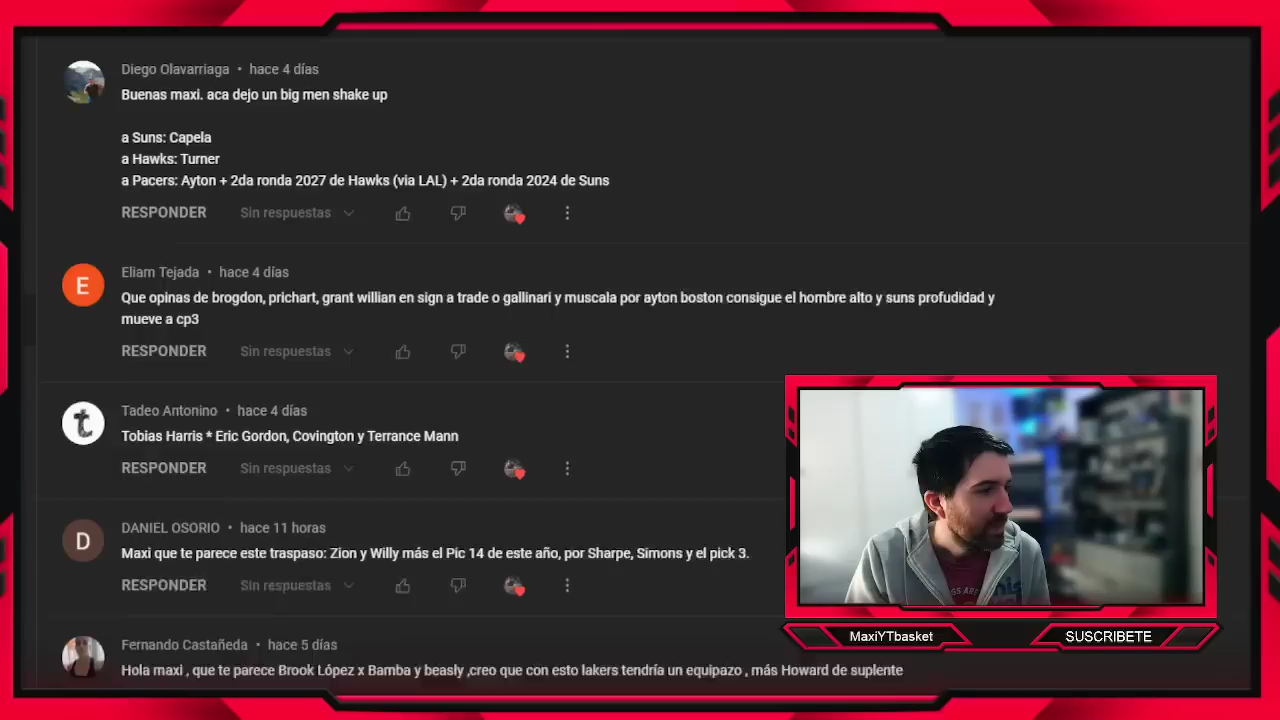 Diego Olavarriaga • hace 4 días
Buenas maxi. aca dejo un big men shake up
a Suns: Capela
a Hawks: Turner
a Pacers: Ayton + 2da ronda 2027 de Hawks (via LAL) + 2da ronda 2024 de Suns
RESPONDER Sin respuestas
E
Eliam Tejada • hace 4 días
Que opinas de brogdon, prichart, grant willian en sign a trade o gallinari y muscala por ayton boston consigue el hombre alto y suns profudidad y
mueve a cp3
RESPONDER Sin respuestas
t
Tadeo Antonino • hace 4 días
Tobias Harris * Eric Gordon, Covington y Terrance Mann
RESPONDER Sin respuestas
D
DANIEL OSORIO • hace 11 horas
Maxi que te parece este traspaso: Zion y Willy más el Pic 14 de este año, por Sharpe, Simons y el pick 3.
RESPONDER Sin respuestas
Fernando Castañeda • hace 5 días
Hola maxi , que te parece Brook López x Bamba y beasly ,creo que con esto lakers tendría un equipazo , más Howard de suplente
MaxiYTbasket
SUSCRIBETE